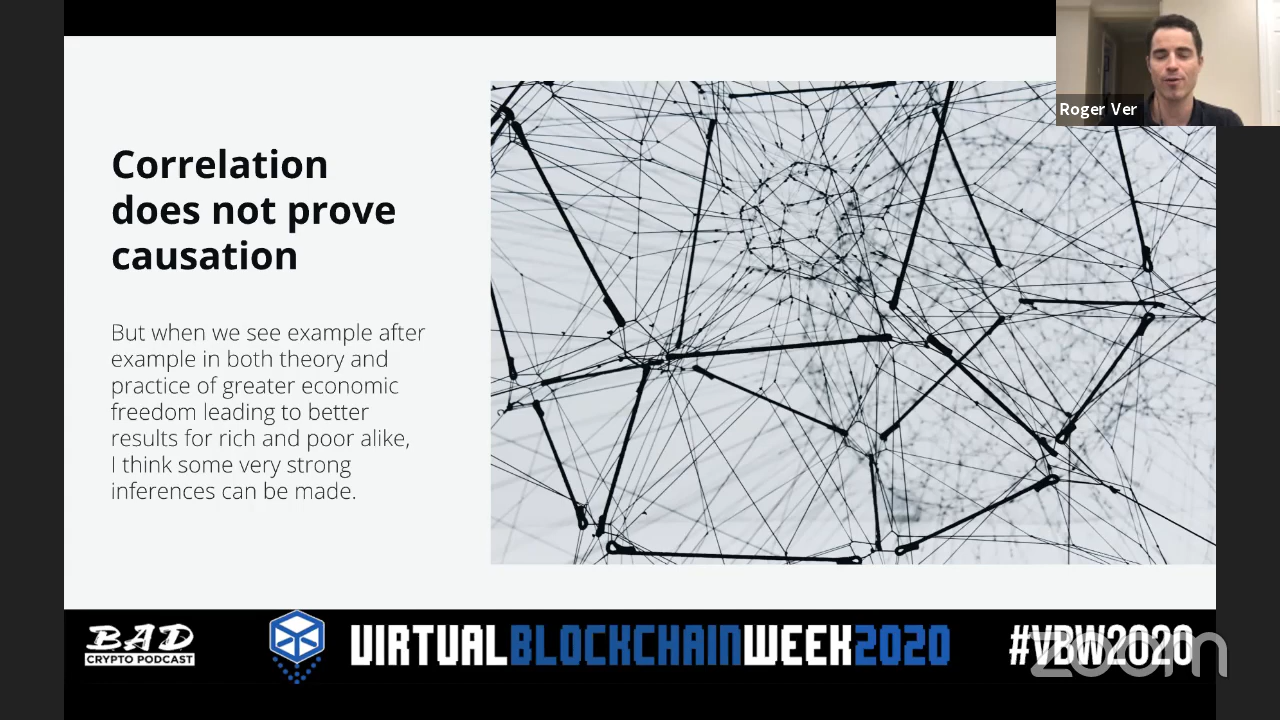 Roger Ver
Correlation
does not prove
causation
But when we see example after
example in both theory and
practice of greater economic
freedom leading to better
results for rich and poor alike,
I think some very strong
inferences can be made.
BAD
CRYPTO PODCAST
VIRTUALBLOCKCHAINWEEK2020
#VBW2020
zoom